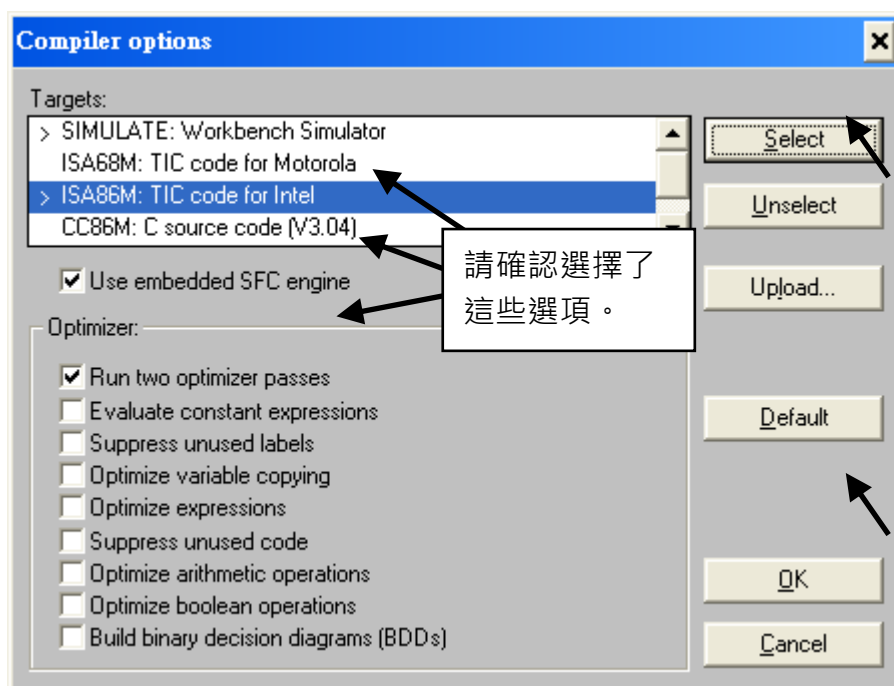 Compiler options
Targets:
> SIMULATE: Workbench Simulator
ISA68M: TIC code for Motorola
> ISA86M: TIC code for Intel
CC86M: C source code (V3.04)
Select
Unselect
請確認選擇了
這些選項。
Use embedded SFC engine
Upload...
Optimizer:
Run two optimizer passes
Evaluate constant expressions
Default
Suppress unused labels
Optimize variable copying
Optimize expressions
Suppress unused code
Optimize arithmetic operations
OK
Optimize boolean operations
Build binary decision diagrams (BDDs)
Cancel